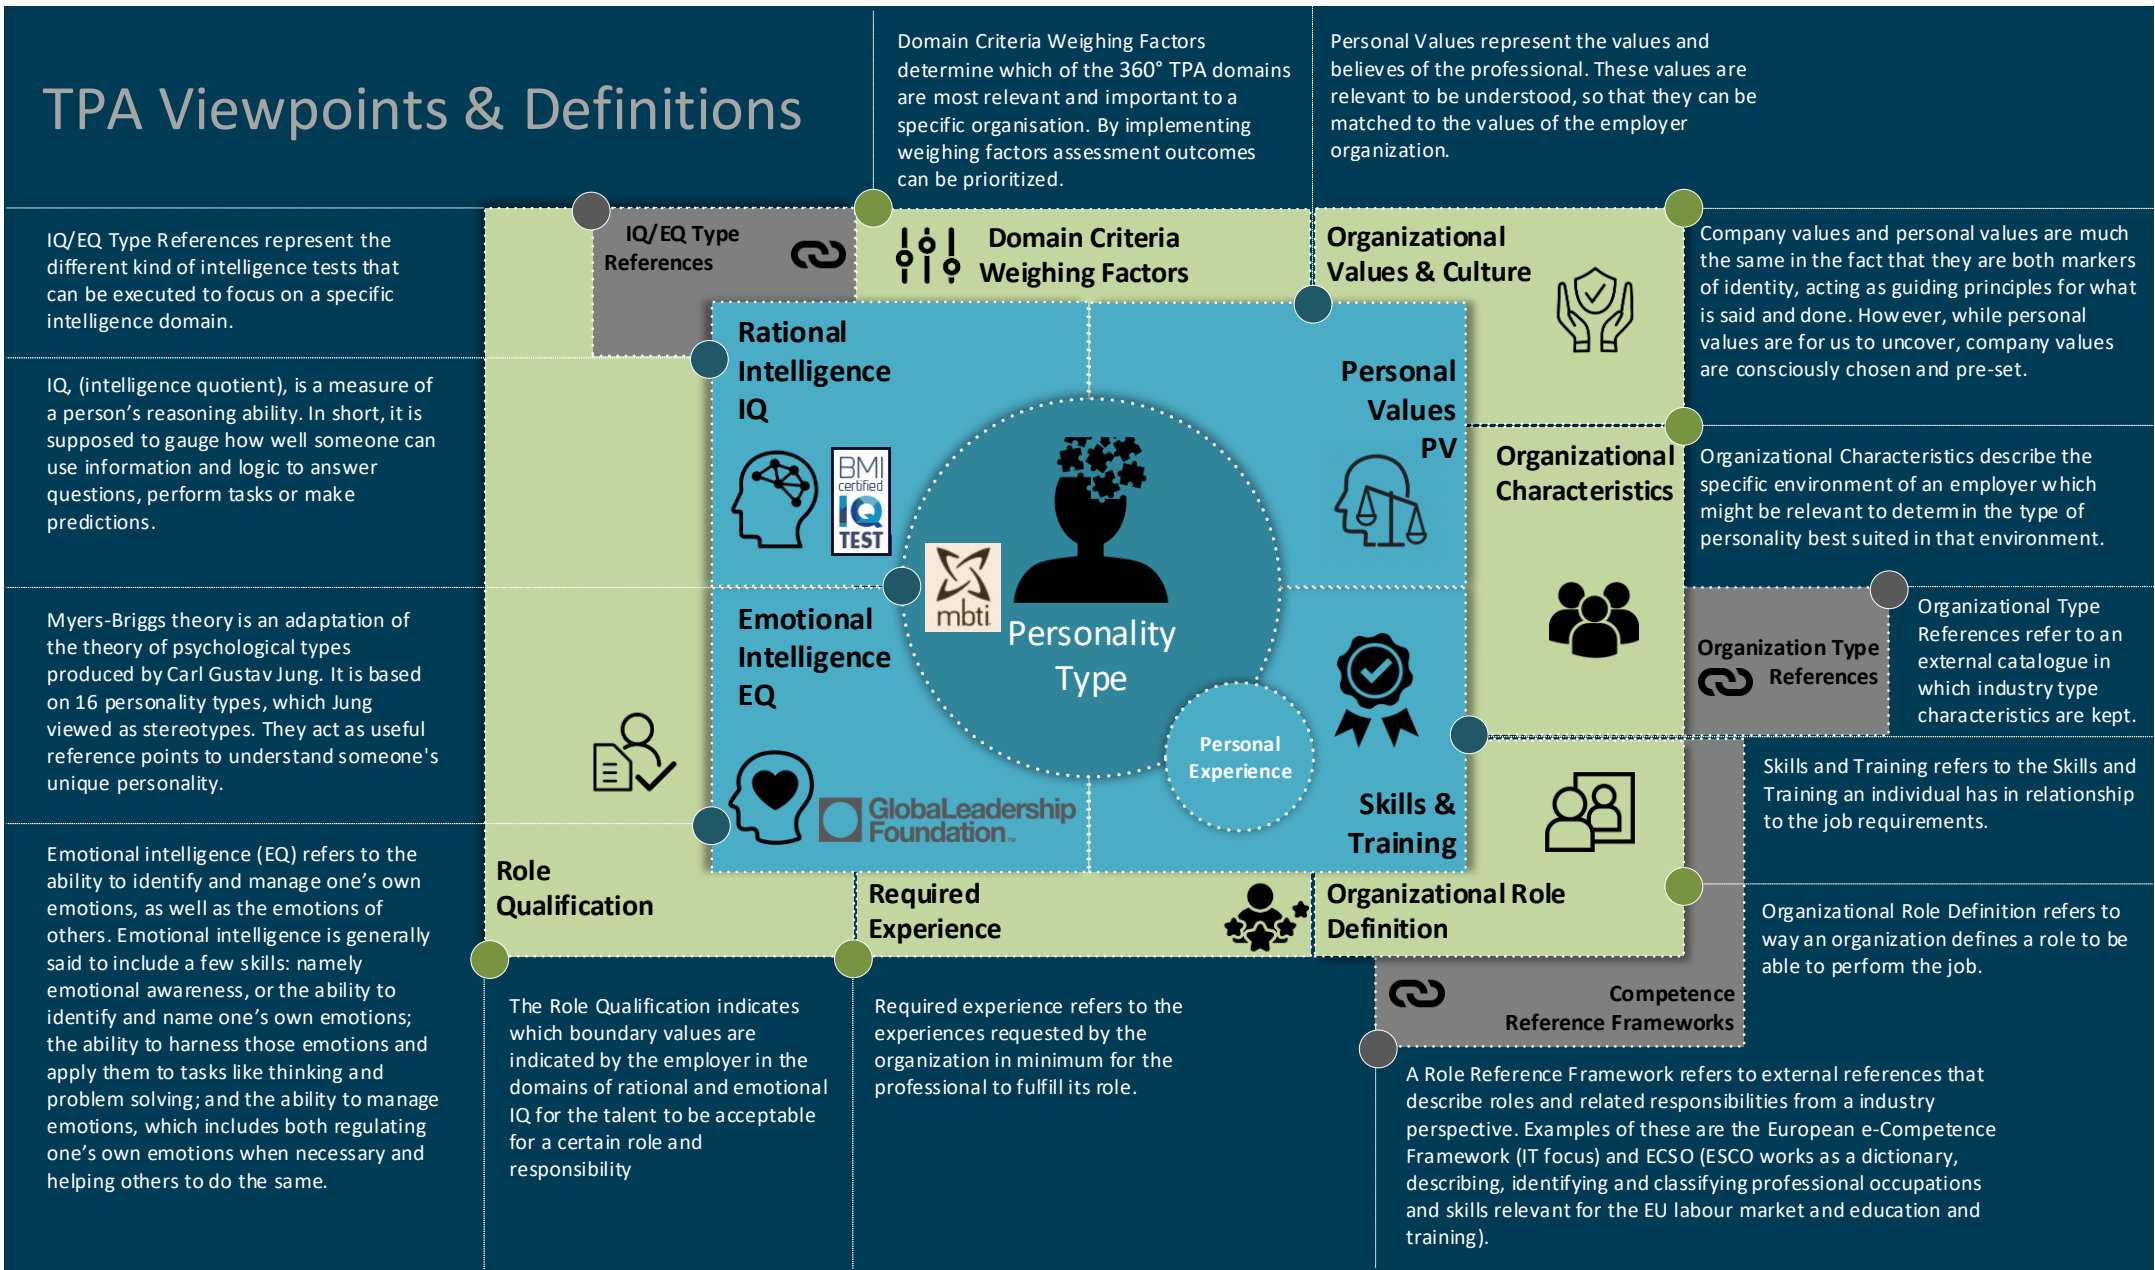 TPA Viewpoints & Definitions
Domain Criteria Weighing Factors
determine which of the 360° TPA domains
are most relevant and important to a
specific organisation. By implementing
weighing factors assessment outcomes
can be prioritized.
Personal Values represent the values and
believes of the professional. These values are
relevant to be understood, so that they can be
matched to the values of the employer
organization.
IQ/EQ Type References represent the
different kind of intelligence tests that
can be executed to focus on a specific
intelligence domain.
IQ, (intelligence quotient), is a measure of
a person's reasoning ability. In short, it is
supposed to gauge how well someone can
use information and logic to answer
questions, perform tasks or make
predictions.
Myers-Briggs theory is an adaptation of
the theory of psychological types
produced by Carl Gustav Jung. It is based
on 16 personality types, which Jung
viewed as stereotypes. They act as useful
reference points to understand someone's
unique personality.
Emotional intelligence (EQ) refers to the
ability to identify and manage one's own
emotions, as well as the emotions of
others. Emotional intelligence is generally
said to include a few skills: namely
emotional awareness, or the ability to
identify and name one's own emotions;
the ability to harness those emotions and
apply them to tasks like thinking and
problem solving; and the ability to manage
emotions, which includes both regulating
one's own emotions when necessary and
helping others to do the same.
IQ/EQ Type
References
Domain Criteria
Weighing Factors
Organizational
Values & Culture
Rational
Intelligence
IQ
BMI
certified
IQ
TEST
Personal
Values
PV
mbti
Personality
Type
Emotional
Intelligence
EQ
GlobaLeadership
Foundation™
Personal
Experience
Skills &
Training
Organizational
Characteristics
Role
Qualification
Required
Experience
Organizational Role
Definition
Organization Type
References
Competence
Reference Frameworks
Company values and personal values are much
the same in the fact that they are both markers
of identity, acting as guiding principles for what
is said and done. However, while personal
values are for us to uncover, company values
are consciously chosen and pre-set.
Organizational Characteristics describe the
specific environment of an employer which
might be relevant to determin the type of
personality best suited in that environment.
Organizational Type
References refer to an
external catalogue in
which industry type
characteristics are kept.
Skills and Training refers to the Skills and
Training an individual has in relationship
to the job requirements.
Organizational Role Definition refers to
way an organization defines a role to be
able to perform the job.
The Role Qualification indicates
which boundary values are
indicated by the employer in the
domains of rational and emotional
IQ for the talent to be acceptable
for a certain role and
responsibility
Required experience refers to the
experiences requested by the
organization in minimum for the
professional to fulfill its role.
A Role Reference Framework refers to external references that
describe roles and related responsibilities from a industry
perspective. Examples of these are the European e-Competence
Framework (IT focus) and ECSO (ESCO works as a dictionary,
describing, identifying and classifying professional occupations
and skills relevant for the EU labour market and education and
training).